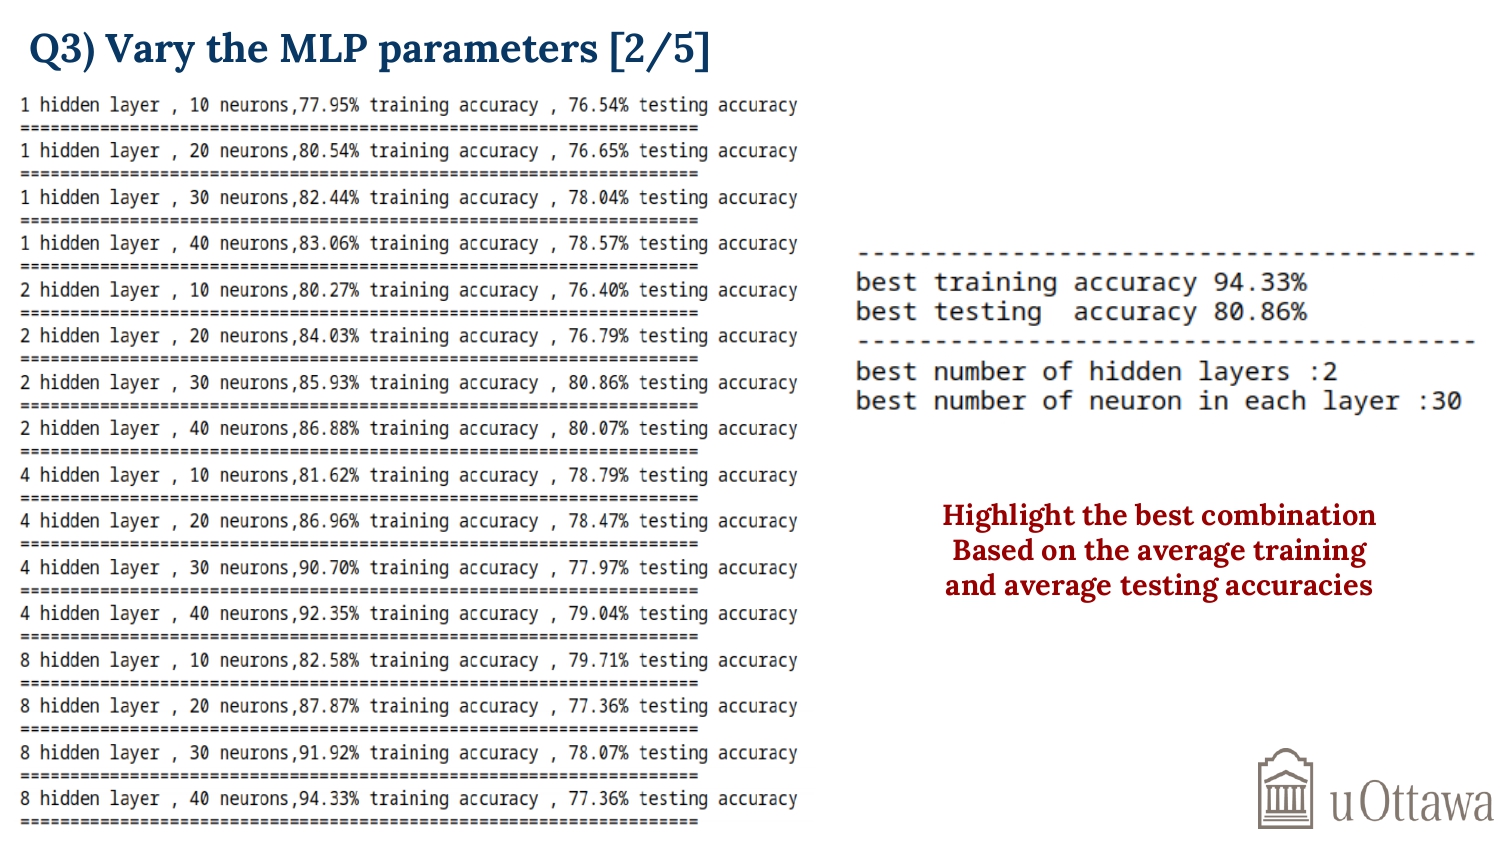 Q3) Vary the MLP parameters [2/5]
1 hidden layer , 10 neurons,77.95% training accuracy , 76.54% testing accuracy
====================================================================
1 hidden layer , 20 neurons,80.54% training accuracy , 76.65% testing accuracy
====================================================================
1 hidden layer , 30 neurons,82.44% training accuracy , 78.04% testing accuracy
====================================================================
1 hidden layer , 40 neurons,83.06% training accuracy , 78.57% testing accuracy
====================================================================
2 hidden layer , 10 neurons,80.27% training accuracy , 76.40% testing accuracy
====================================================================
2 hidden layer , 20 neurons,84.03% training accuracy , 76.79% testing accuracy
====================================================================
2 hidden layer , 30 neurons,85.93% training accuracy , 80.86% testing accuracy
====================================================================
2 hidden layer , 40 neurons,86.88% training accuracy , 80.07% testing accuracy
====================================================================
4 hidden layer , 10 neurons,81.62% training accuracy , 78.79% testing accuracy
====================================================================
4 hidden layer , 20 neurons,86.96% training accuracy , 78.47% testing accuracy
====================================================================
4 hidden layer , 30 neurons,90.70% training accuracy , 77.97% testing accuracy
====================================================================
4 hidden layer , 40 neurons,92.35% training accuracy , 79.04% testing accuracy
====================================================================
8 hidden layer , 10 neurons,82.58% training accuracy , 79.71% testing accuracy
====================================================================
8 hidden layer , 20 neurons,87.87% training accuracy , 77.36% testing accuracy
====================================================================
8 hidden layer , 30 neurons,91.92% training accuracy , 78.07% testing accuracy
====================================================================
8 hidden layer , 40 neurons,94.33% training accuracy , 77.36% testing accuracy
====================================================================
----------------------------------------
best training accuracy 94.33%
best testing  accuracy 80.86%
----------------------------------------
best number of hidden layers :2
best number of neuron in each layer :30
Highlight the best combination
Based on the average training
and average testing accuracies
uOttawa